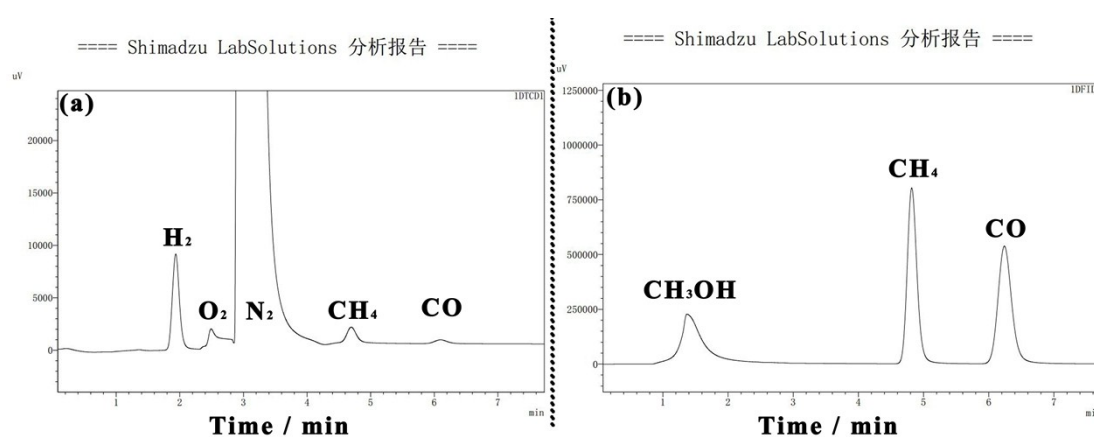 ==== Shimadzu LabSolutions 分析报告 ====
uV
(a)
1DTCD1
20000
15000
10000
5000
0
H₂
O₂
N₂
CH₄
CO
1
2
3
4
5
6
7
min
Time / min
==== Shimadzu LabSolutions 分析报告 ====
uV
(b)
1DFID
1250000
1000000
750000
500000
250000
0
CH₃OH
CH₄
CO
1
2
3
4
5
6
7
mi
Time / min